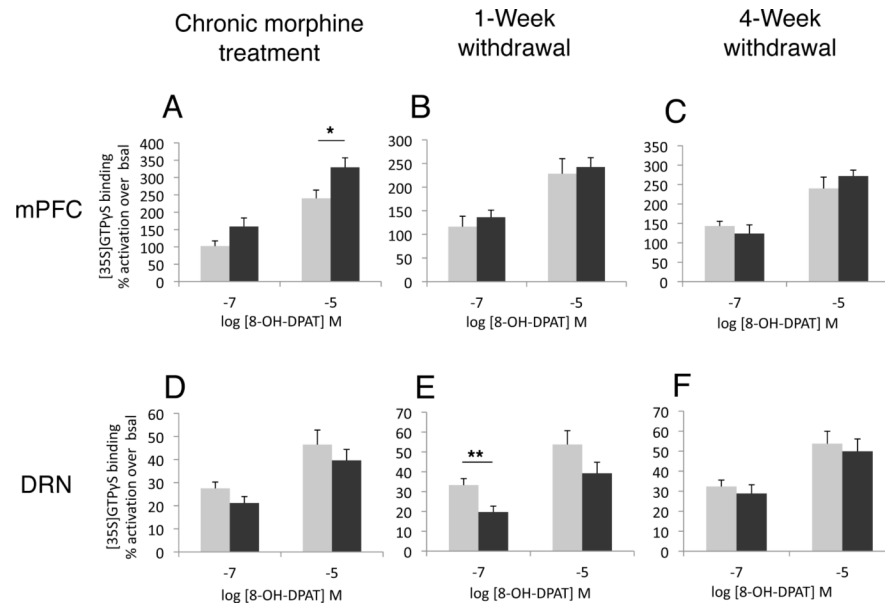 Chronic morphine
treatment
1-Week
withdrawal
4-Week
withdrawal
mPFC
A
[35S]GTPγS binding
% activation over bsal
400
350
300
250
200
150
100
50
0
*
-7 -5
log [8-OH-DPAT] M
B
300
250
200
150
100
50
0
-7 -5
log [8-OH-DPAT] M
C
350
300
250
200
150
100
50
0
-7 -5
log [8-OH-DPAT] M
DRN
D
[35S]GTPγS binding
% activation over bsal
60
50
40
30
20
10
0
-7 -5
log [8-OH-DPAT] M
E
70
60
50
40
30
20
10
0
**
-7 -5
log [8-OH-DPAT] M
F
70
60
50
40
30
20
10
0
-7 -5
log [8-OH-DPAT] M